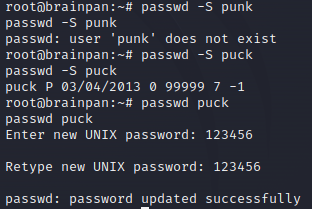 root@brainpan:~# passwd -S punk
passwd -S punk
passwd: user 'punk' does not exist
root@brainpan:~# passwd -S puck
passwd -S puck
puck P 03/04/2013 0 99999 7 -1
root@brainpan:~# passwd puck
passwd puck
Enter new UNIX password: 123456
Retype new UNIX password: 123456
passwd: password updated successfully